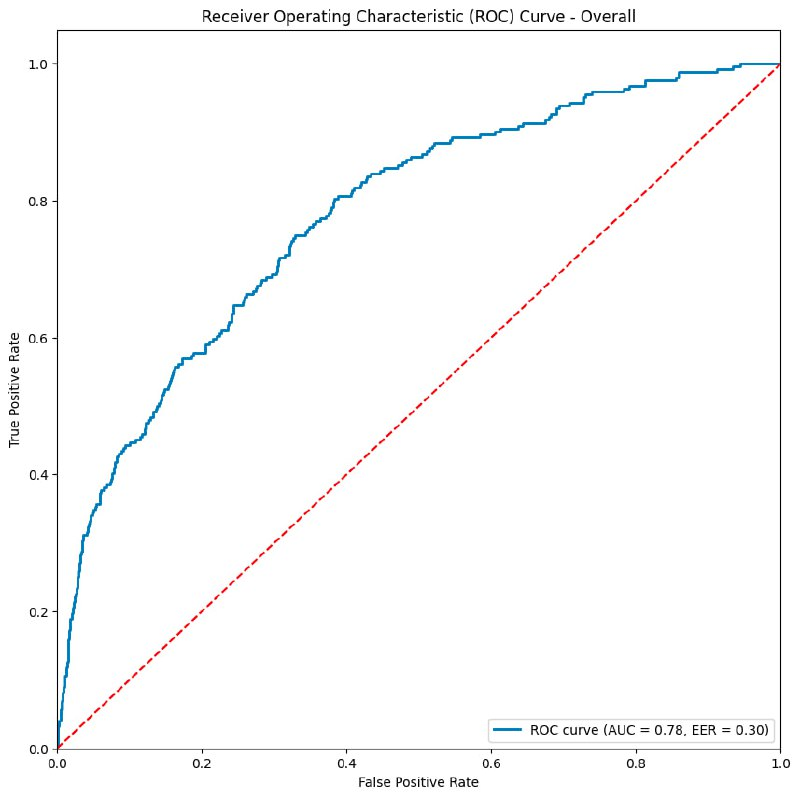 Receiver Operating Characteristic (ROC) Curve - Overall
True Positive Rate
1.0
0.8
0.6
0.4
0.2
0.0
ROC curve (AUC = 0.78, EER = 0.30)
0.0 0.2 0.4 0.6 0.8 1.0
False Positive Rate